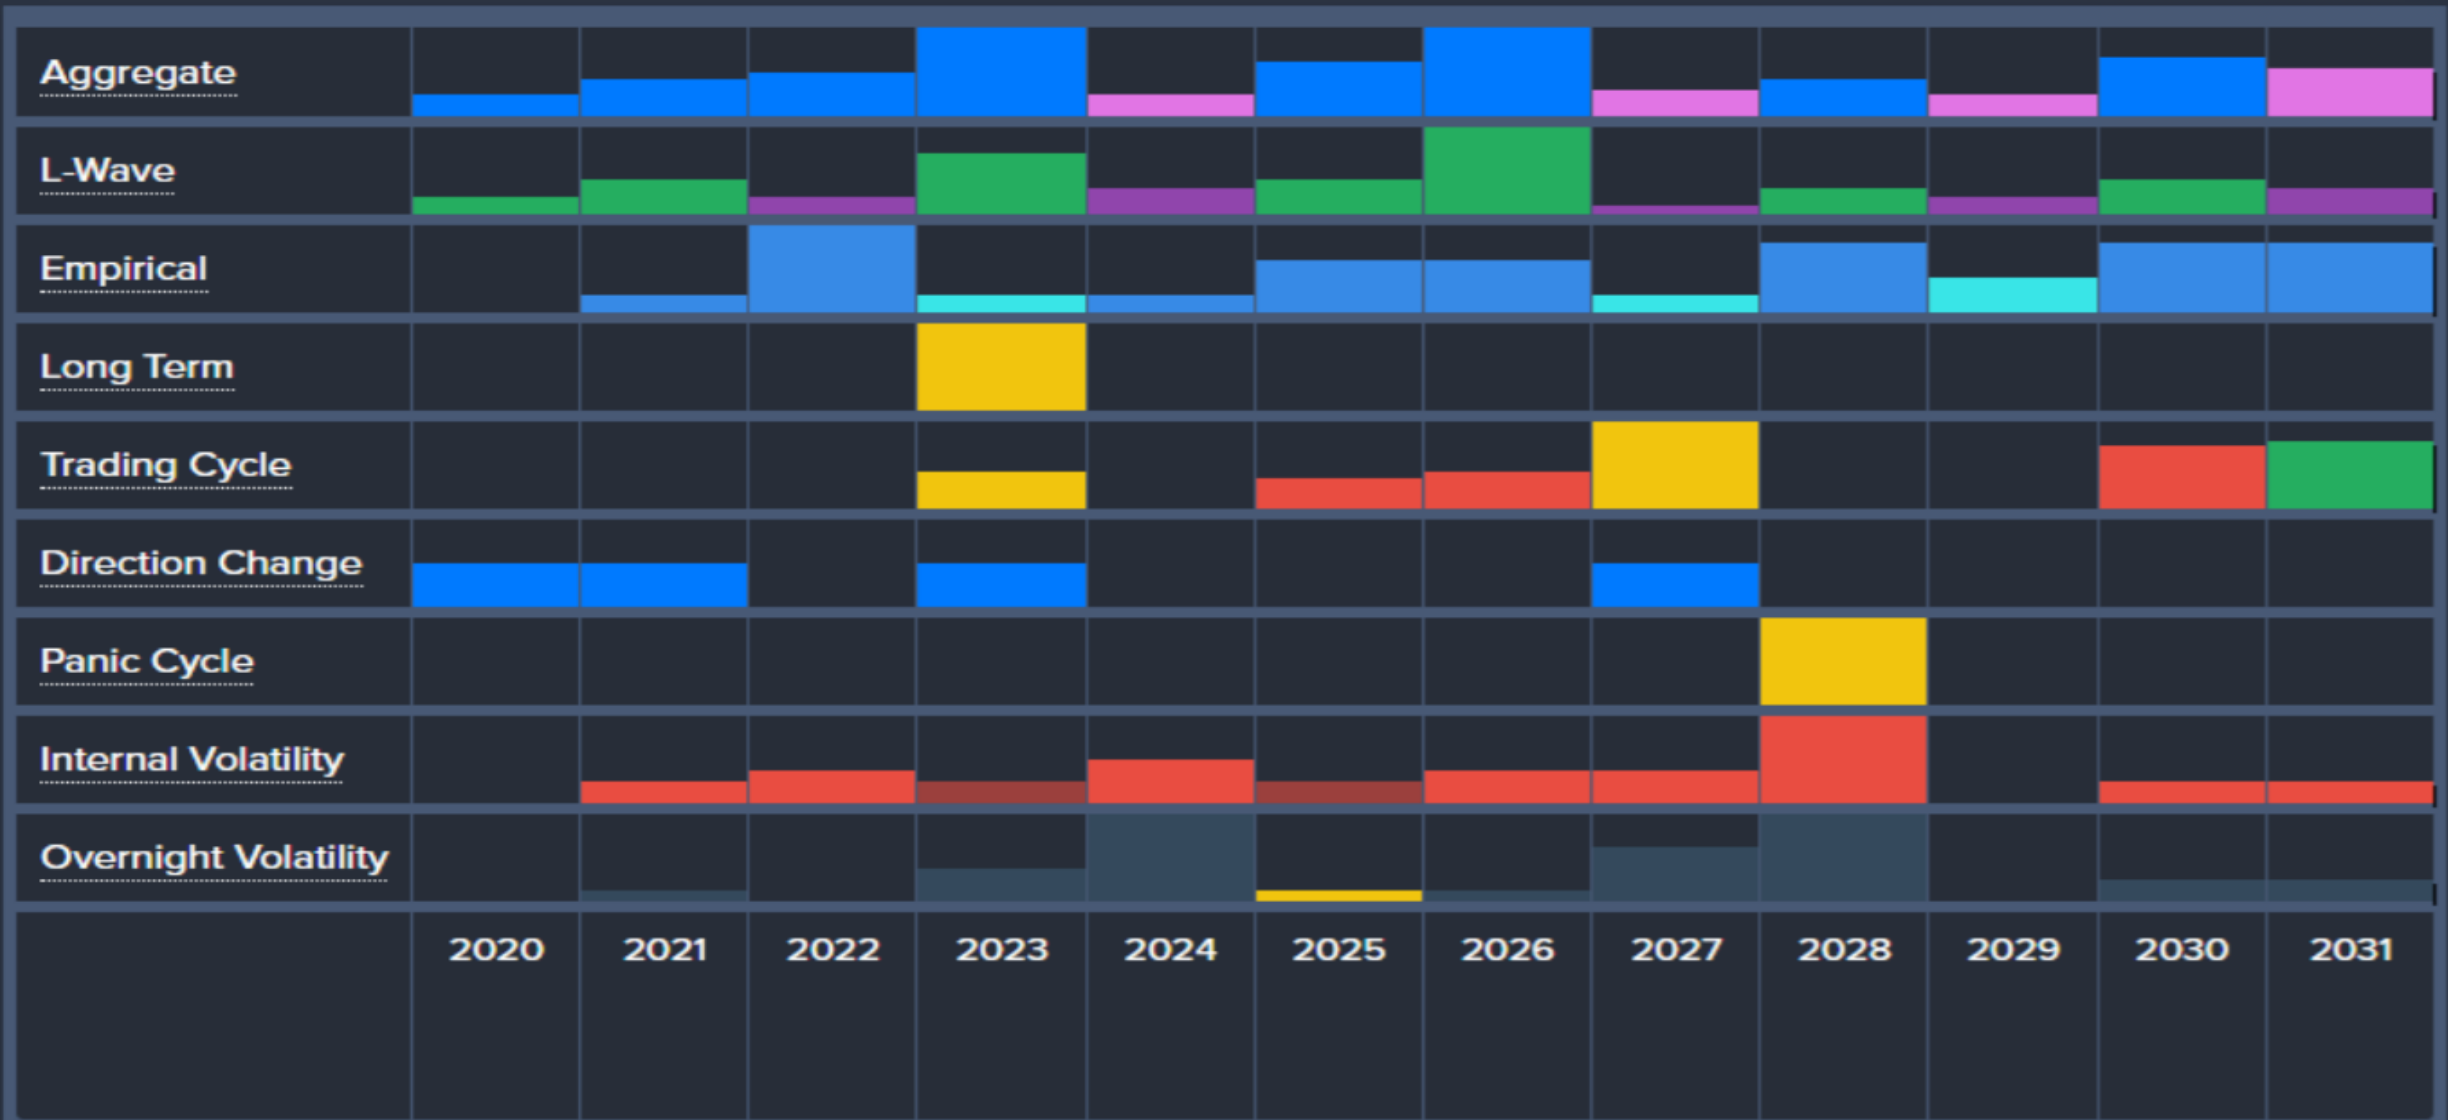 Aggregate
L-Wave
Empirical
Long Term
Trading Cycle
Direction Change
Panic Cycle
Internal Volatility
Overnight Volatility
2020 2021 2022 2023 2024 2025 2026 2027 2028 2029 2030 2031